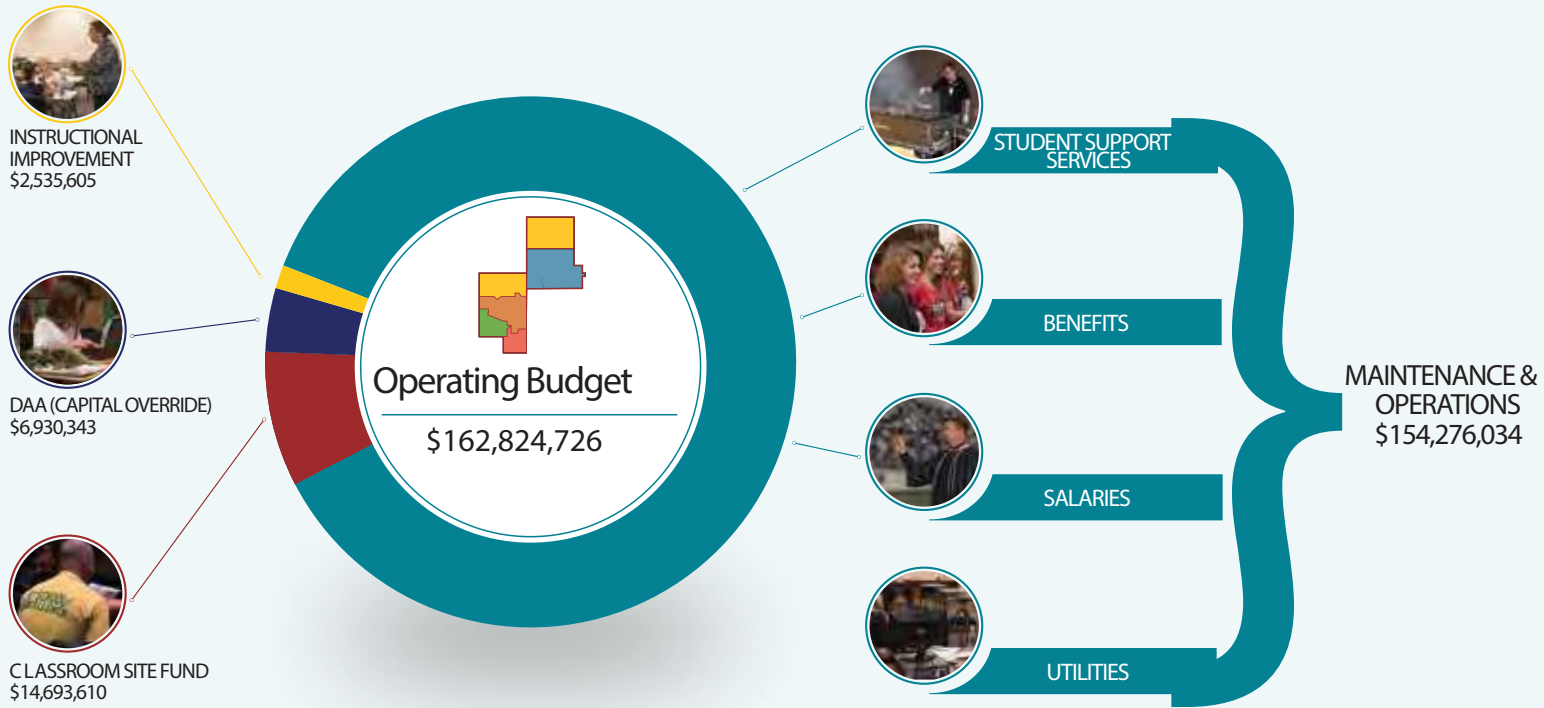 INSTRUCTIONAL
IMPROVEMENT
$2,535,605
DAA (CAPITAL OVERRIDE)
$6,930,343
CLASSROOM SITE FUND
$14,693,610
Operating Budget
$162,824,726
STUDENT SUPPORT
SERVICES
BENEFITS
SALARIES
UTILITIES
MAINTENANCE &
OPERATIONS
$154,276,034